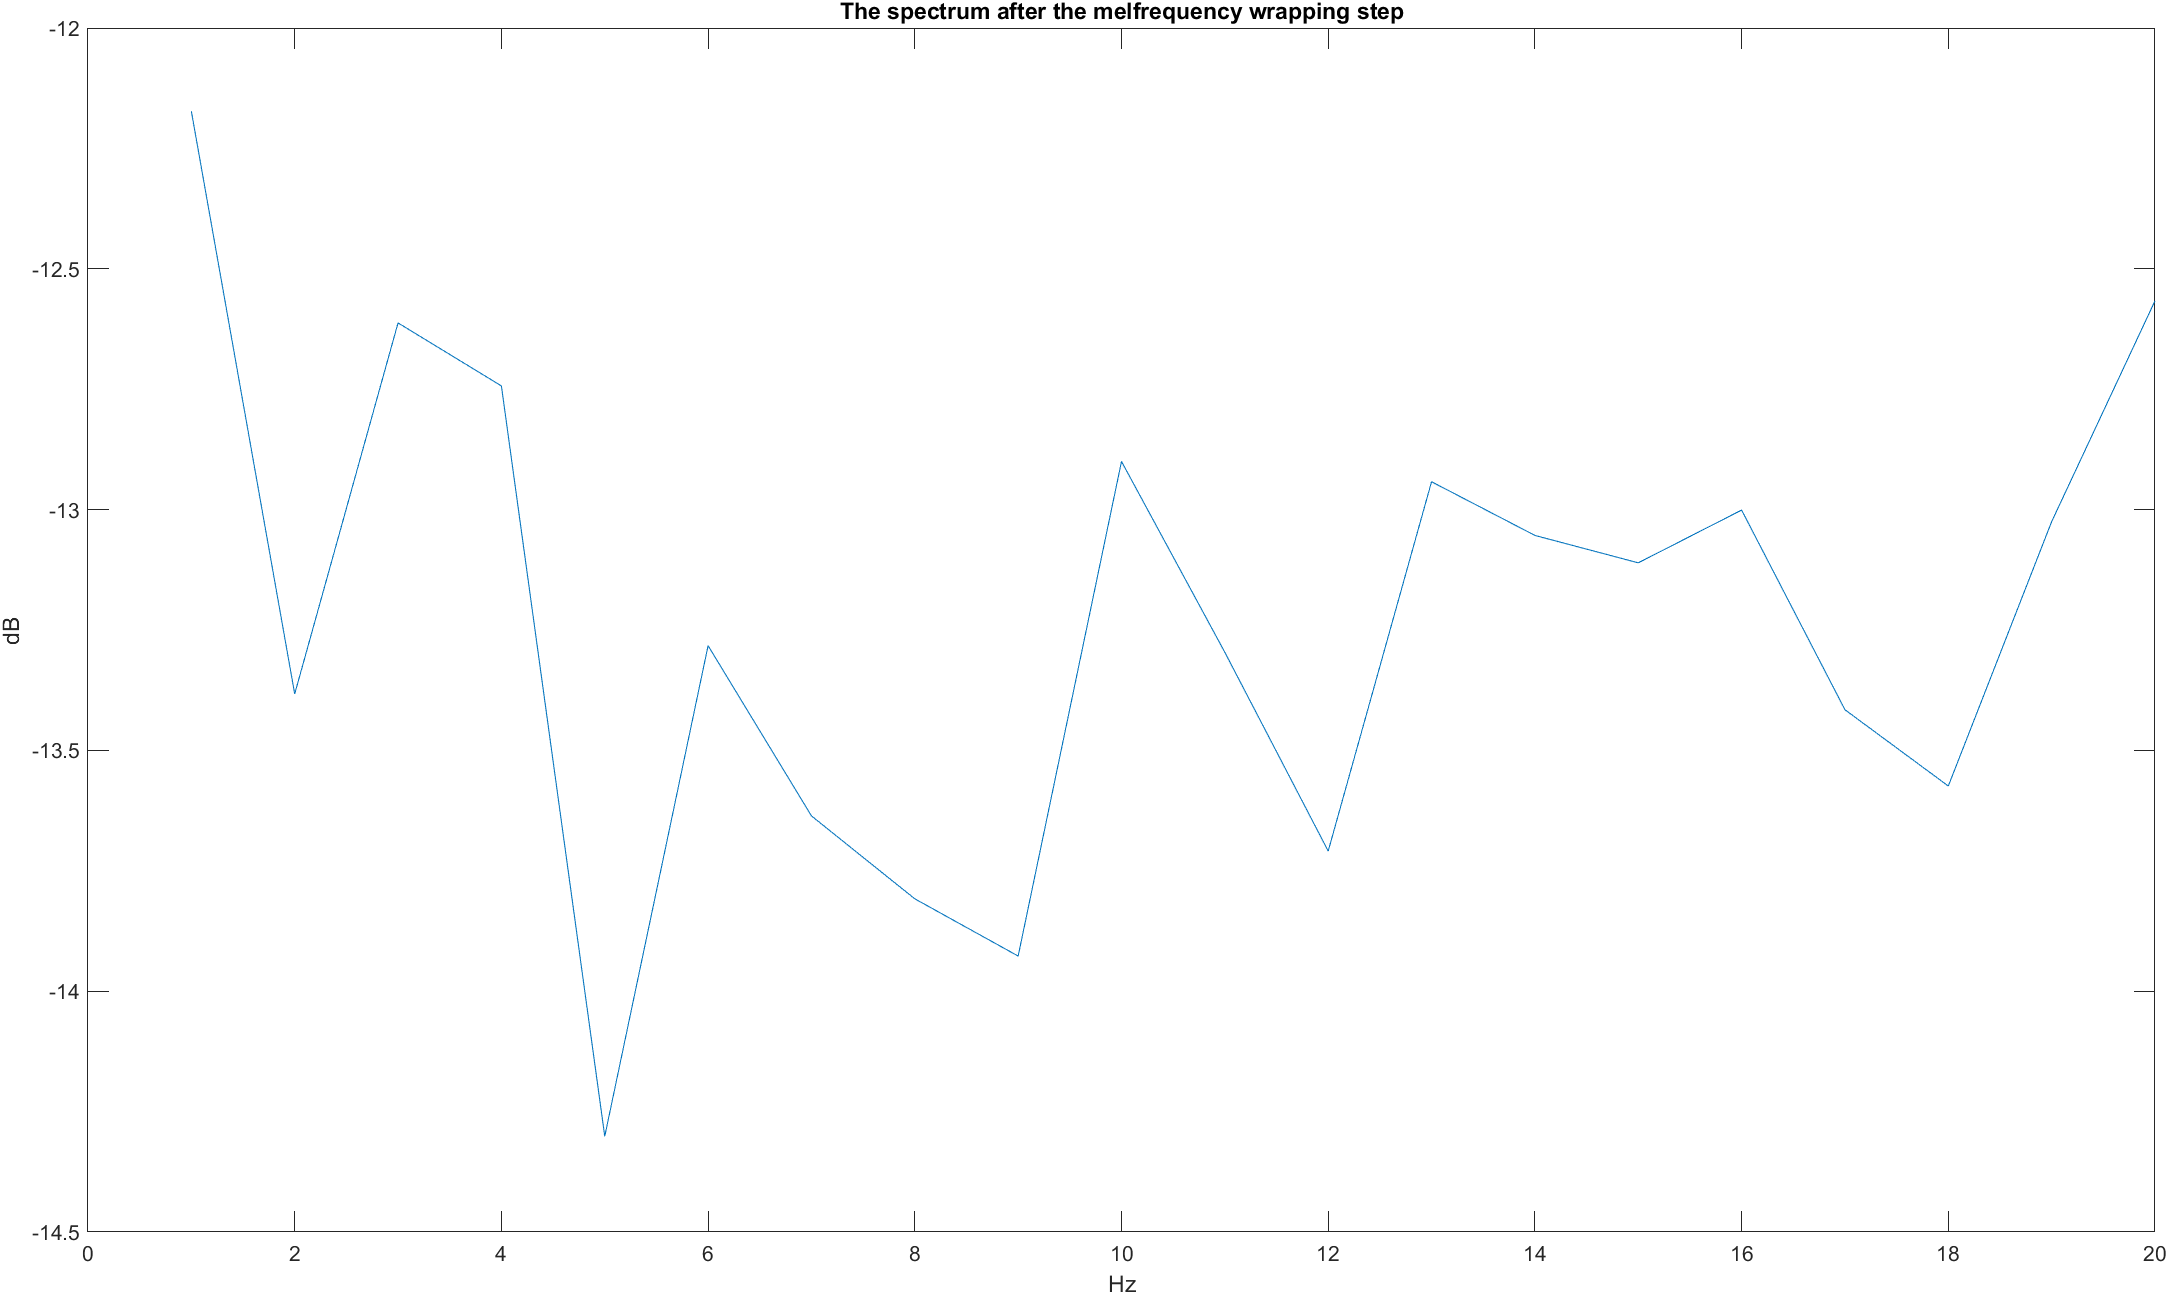 The spectrum after the melfrequency wrapping step
-12
-12.5
-13
-13.5
-14
-14.5
dB
0 2 4 6 8 10 12 14 16 18 20
Hz